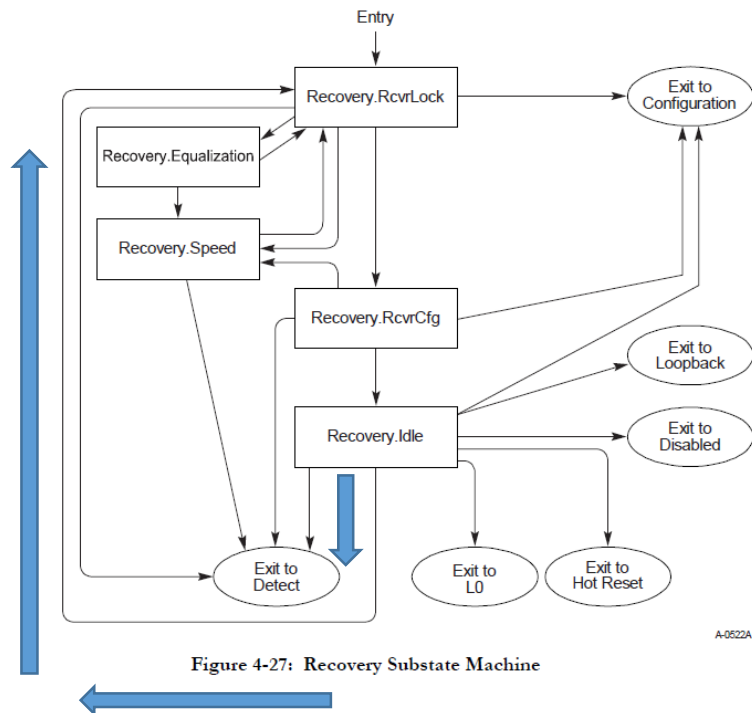 Entry
Recovery.RcvrLock
Exit to
Configuration
Recovery.Equalization
Recovery.Speed
Recovery.RcvrCfg
Exit to
Loopback
Recovery.Idle
Exit to
Disabled
Exit to
Detect
Exit to
L0
Exit to
Hot Reset
A-0522A
Figure 4-27: Recovery Substate Machine